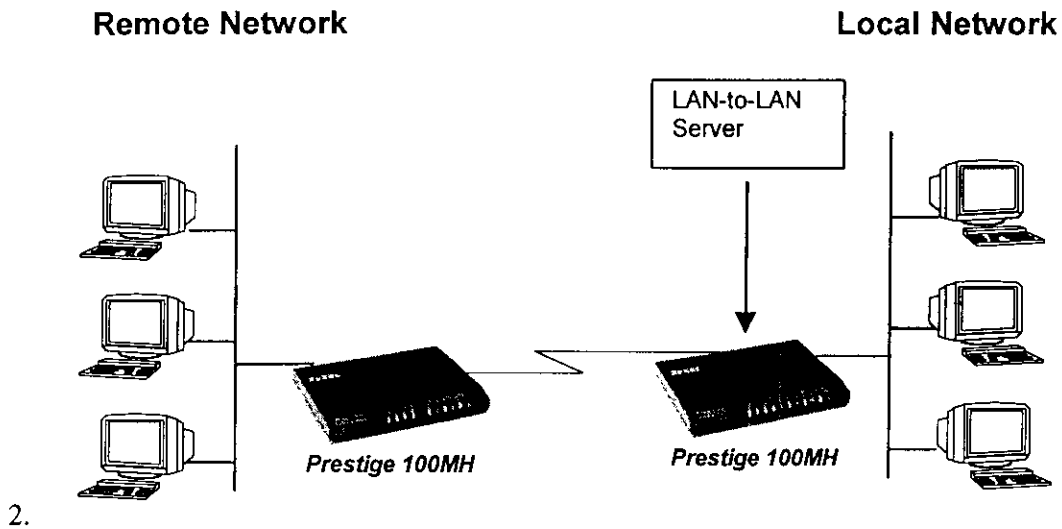 Remote Network
Local Network
LAN-to-LAN
Server
Prestige 100MH
Prestige 100MH
2.